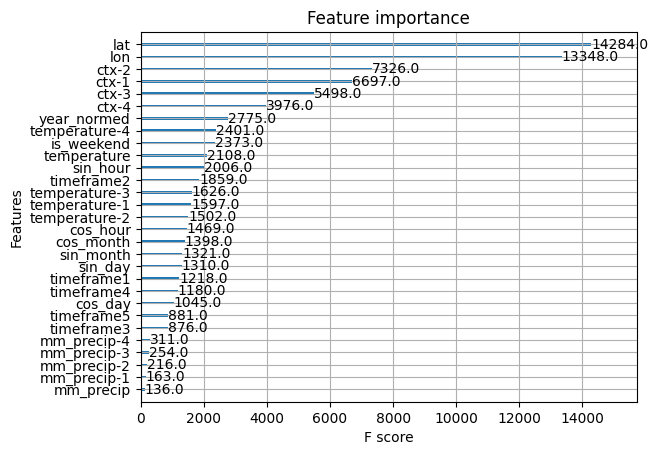 Feature importance
lat 14284.0
lon 13348.0
ctx-2 7326.0
ctx-1 6697.0
ctx-3 5498.0
ctx-4 3976.0
year_normed 2775.0
temperature-4 2401.0
is_weekend 2373.0
temperature 2108.0
sin_hour 2006.0
timeframe2 1859.0
temperature-3 1626.0
temperature-1 1597.0
temperature-2 1502.0
cos_hour 1469.0
cos_month 1398.0
sin_month 1321.0
sin_day 1310.0
timeframe1 1218.0
timeframe4 1180.0
cos_day 1045.0
timeframe5 881.0
timeframe3 876.0
mm_precip-4 311.0
mm_precip-3 254.0
mm_precip-2 216.0
mm_precip-1 163.0
mm_precip 136.0
Features
0 2000 4000 6000 8000 10000 12000 14000
F score